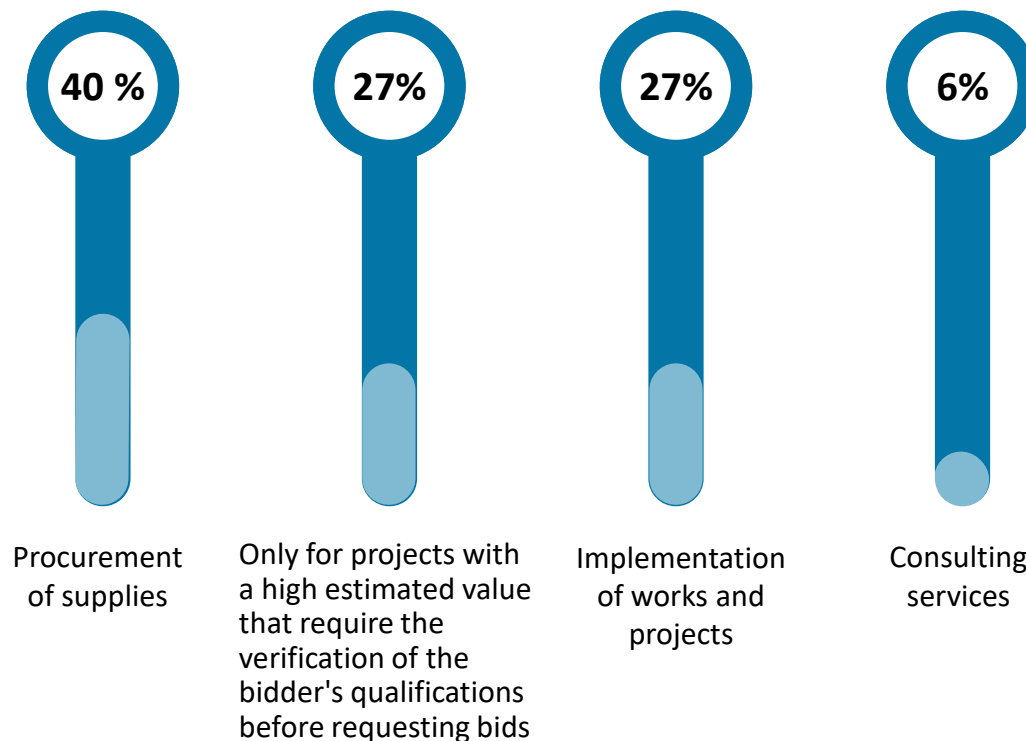 40 %
27%
27%
6%
Procurement
of supplies
Only for projects with
a high estimated value
that require the
verification of the
bidder's qualifications
before requesting bids
Implementation
of works and
projects
Consulting
services